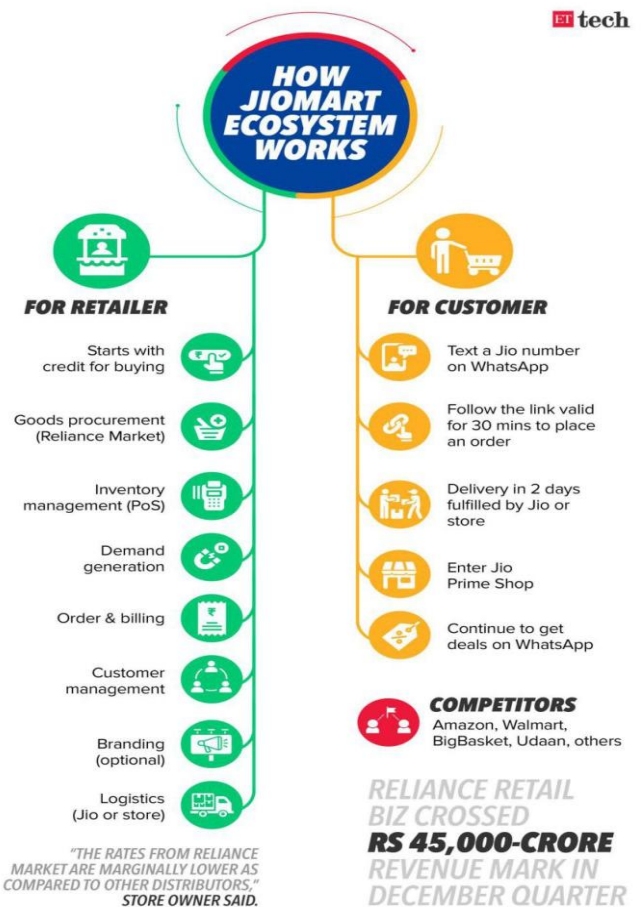 ET tech
HOW
JIOMART
ECOSYSTEM
WORKS
FOR RETAILER
Starts with
credit for buying
Goods procurement
(Reliance Market)
Inventory
management (PoS)
Demand
generation
Order & billing
Customer
management
Branding
(optional)
Logistics
(Jio or store)
"THE RATES FROM RELIANCE
MARKET ARE MARGINALLY LOWER AS
COMPARED TO OTHER DISTRIBUTORS,"
STORE OWNER SAID.
FOR CUSTOMER
Text a Jio number
on WhatsApp
Follow the link valid
for 30 mins to place
an order
Delivery in 2 days
fulfilled by Jio or
store
Enter Jio
Prime Shop
Continue to get
deals on WhatsApp
COMPETITORS
Amazon, Walmart,
BigBasket, Udaan, others
RELIANCE RETAIL
BIZ CROSSED
RS 45,000-CRORE
REVENUE MARK IN
DECEMBER QUARTER